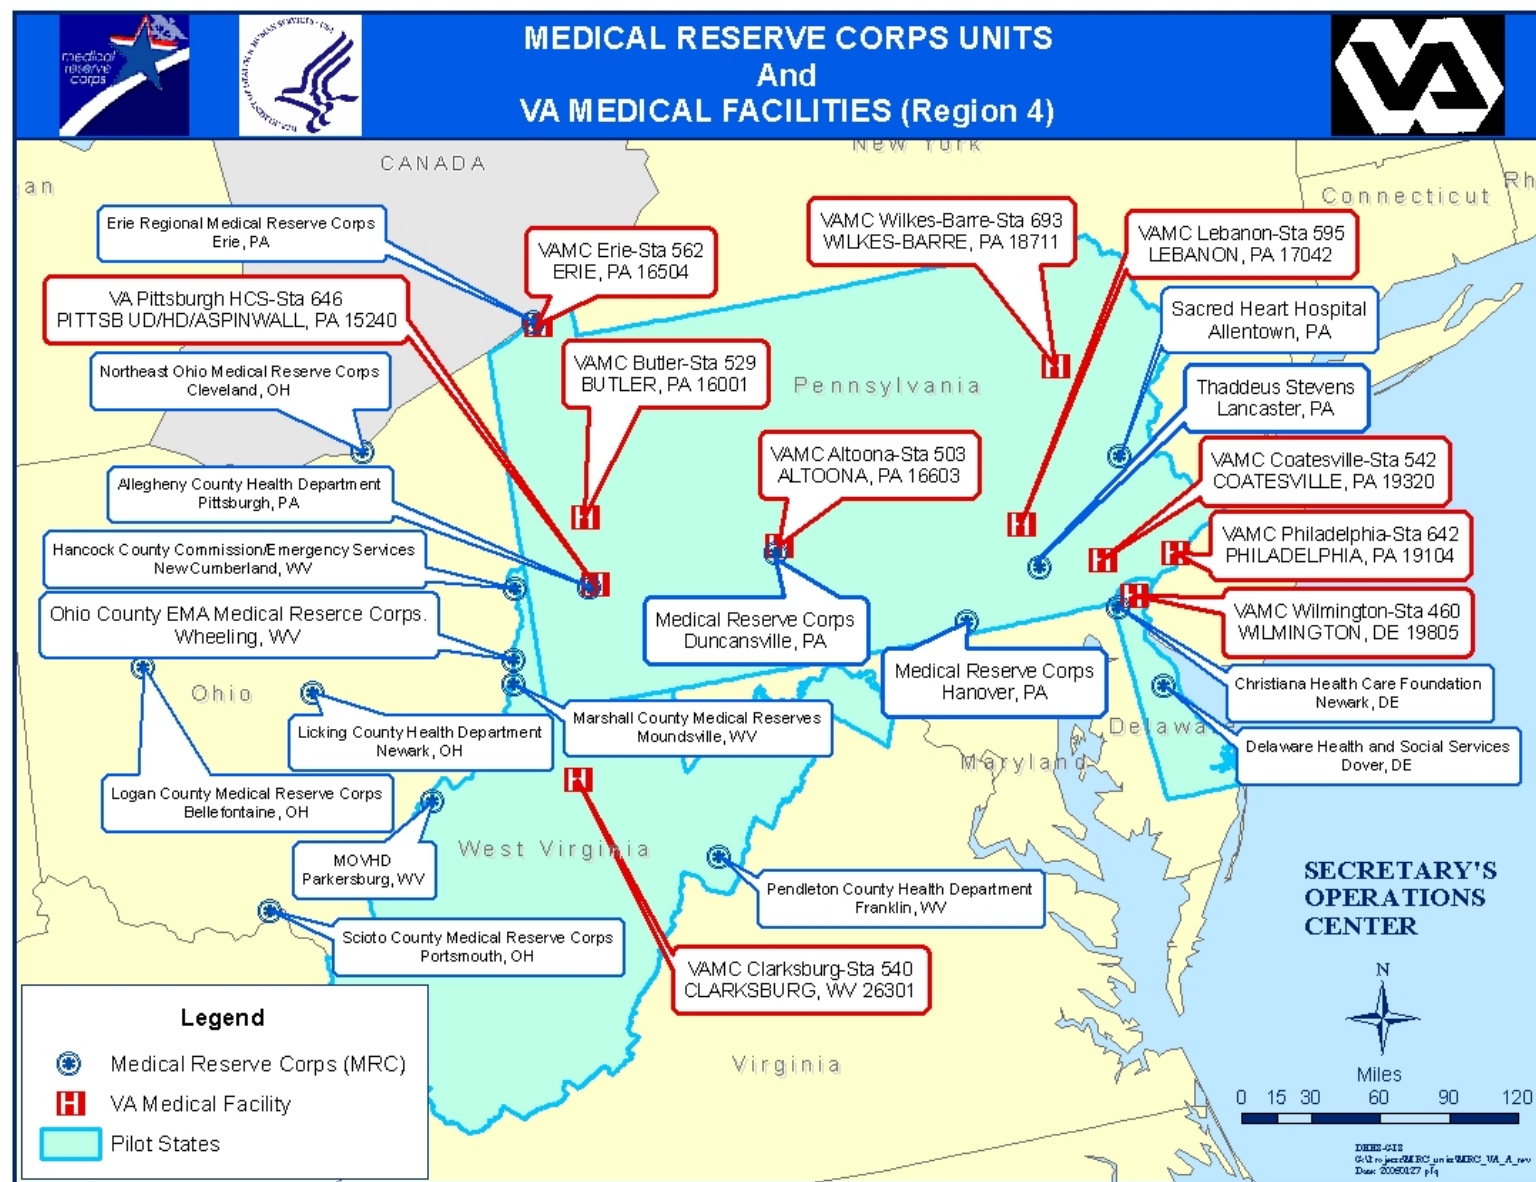 medical
reserve
corps
MEDICAL RESERVE CORPS UNITS
And
VA MEDICAL FACILITIES (Region 4)
VA
CANADA
New York
an
Connecticut
Rh
Erie Regional Medical Reserve Corps
Erie, PA
VAMC Erie-Sta 562
ERIE, PA 16504
VAMC Wilkes-Barre-Sta 693
WILKES-BARRE, PA 18711
VAMC Lebanon-Sta 595
LEBANON, PA 17042
VA Pittsburgh HCS-Sta 646
PITTSB UD/HD/ASPINWALL, PA 15240
Sacred Heart Hospital
Allentown, PA
Northeast Ohio Medical Reserve Corps
Cleveland, OH
VAMC Butler-Sta 529
BUTLER, PA 16001
Pennsylvania
Thaddeus Stevens
Lancaster, PA
VAMC Altoona-Sta 503
ALTOONA, PA 16603
VAMC Coatesville-Sta 542
COATESVILLE, PA 19320
Allegheny County Health Department
Pittsburgh, PA
VAMC Philadelphia-Sta 642
PHILADELPHIA, PA 19104
Hancock County Commission/Emergency Services
New Cumberland, WV
Ohio County EMA Medical Reserce Corps.
Wheeling, WV
Medical Reserve Corps
Duncansville, PA
VAMC Wilmington-Sta 460
WILMINGTON, DE 19805
Medical Reserve Corps
Hanover, PA
Christiana Health Care Foundation
Newark, DE
Ohio
Licking County Health Department
Newark, OH
Marshall County Medical Reserves
Moundsville, WV
Delawa e
Maryland
Delaware Health and Social Services
Dover, DE
Logan County Medical Reserve Corps
Bellefontaine, OH
MOVHD
Parkersburg, WV
West Virginia
Pendleton County Health Department
Franklin, WV
SECRETARY'S
OPERATIONS
CENTER
Scioto County Medical Reserve Corps
Portsmouth, OH
VAMC Clarksburg-Sta 540
CLARKSBURG, WV 26301
N
Legend
Medical Reserve Corps (MRC)
VA Medical Facility
Pilot States
Virginia
Miles
0 15 30 60 90 120
DHHS-GIS